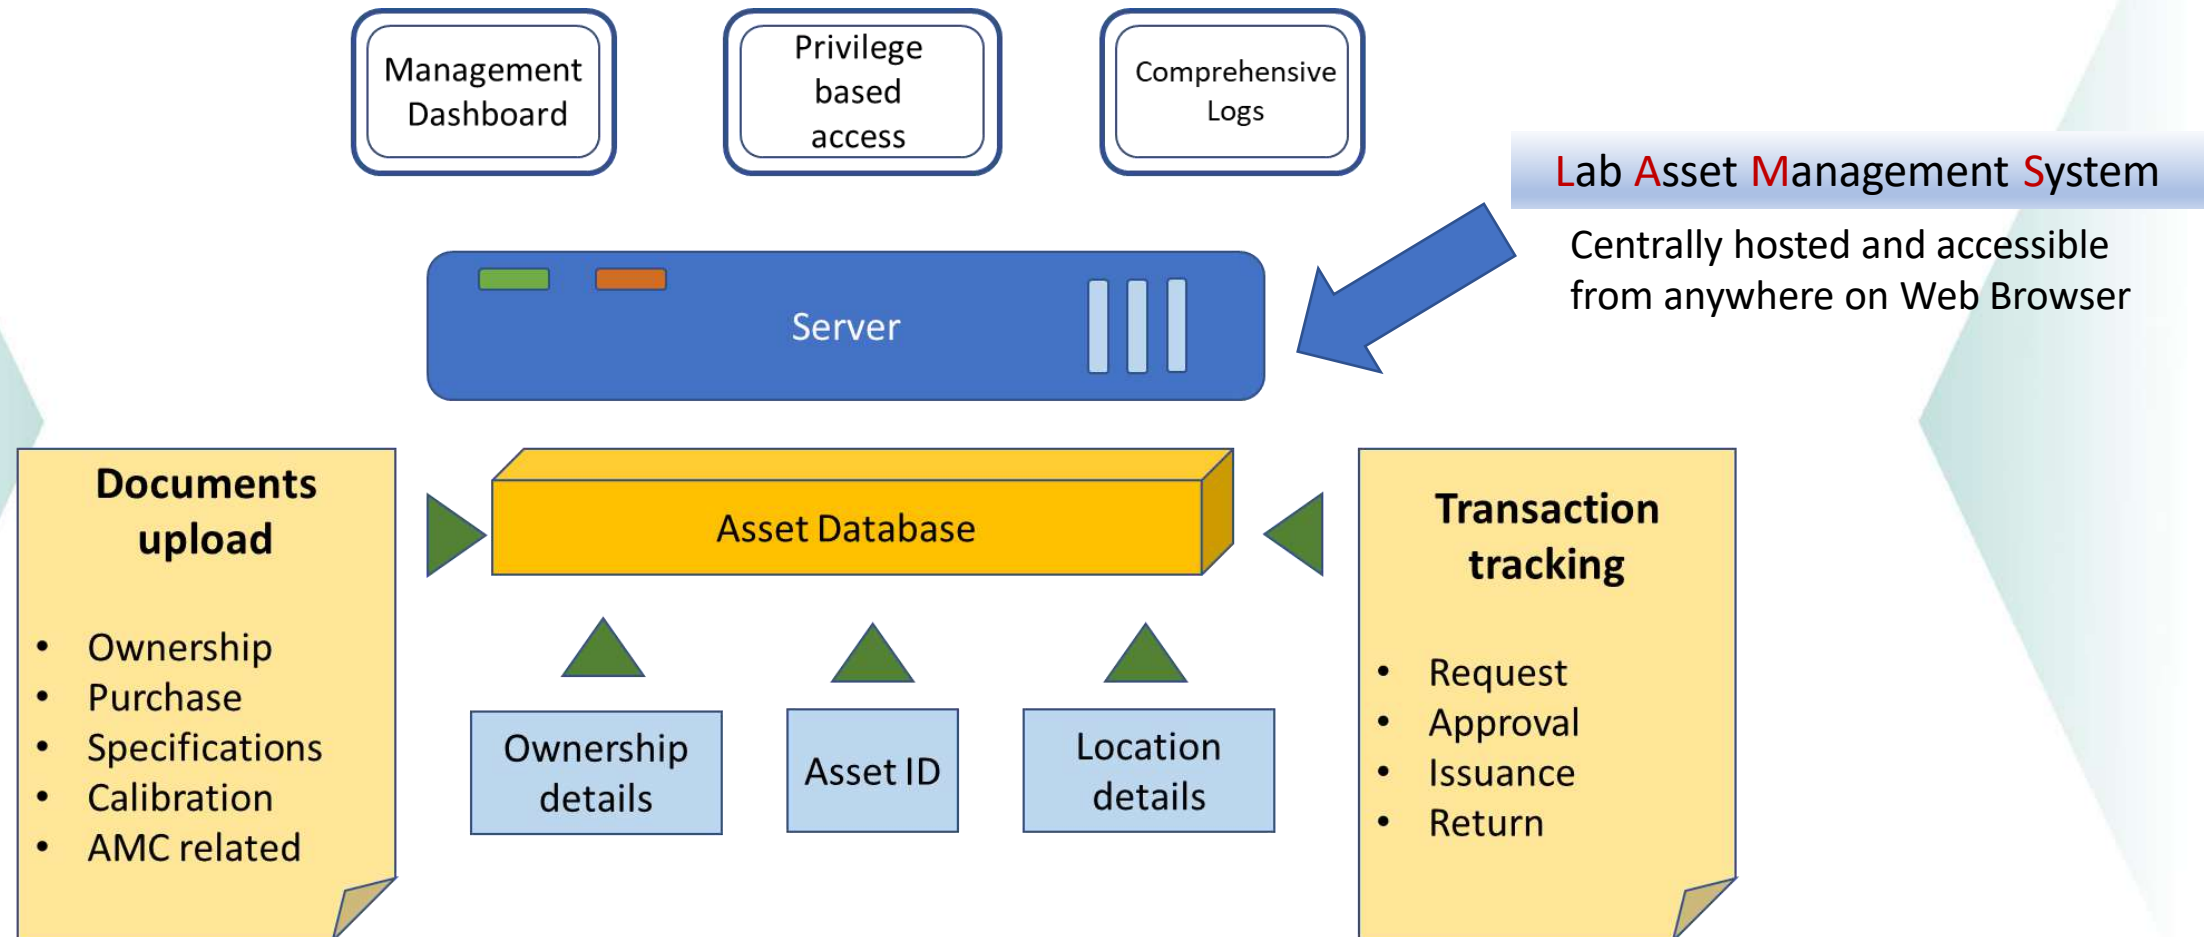 Management
Dashboard
Privilege
based
access
Comprehensive
Logs
Lab Asset Management System
Centrally hosted and accessible
from anywhere on Web Browser
Server
Documents
upload
• Ownership
• Purchase
• Specifications
• Calibration
• AMC related
Asset Database
Ownership
details
Asset ID
Location
details
Transaction
tracking
• Request
• Approval
• Issuance
• Return